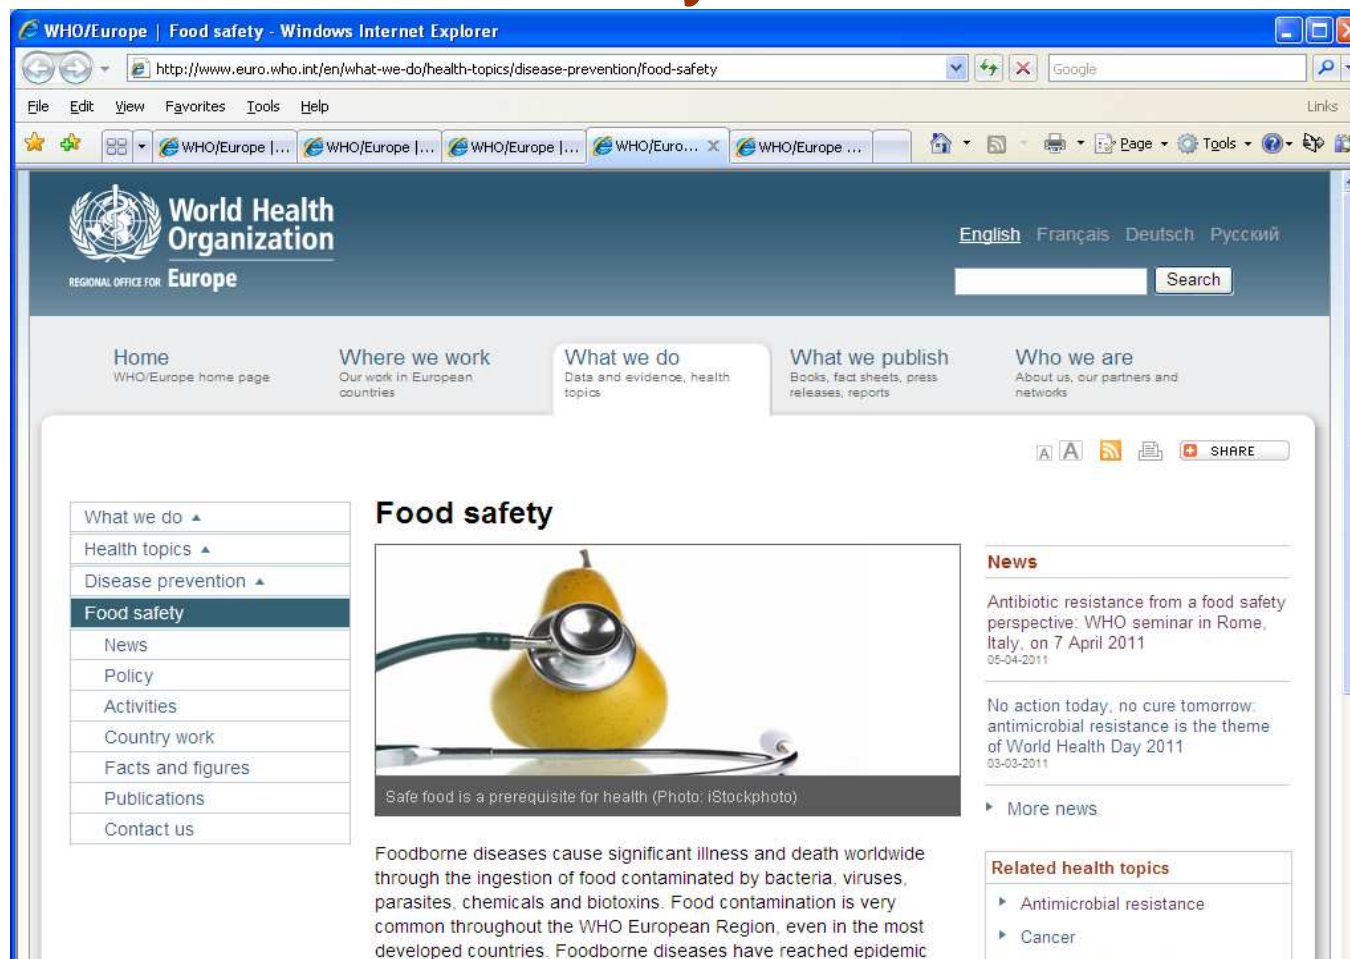 WHO/Europe | Food safety - Windows Internet Explorer
http://www.euro.who.int/en/what-we-do/health-topics/disease-prevention/food-safety
Google
File Edit View Favorites Tools Help
Links
WHO/Europe |... WHO/Europe |... WHO/Europe |... WHO/Euro... WHO/Europe ...
Page Tools
World Health
Organization
REGIONAL OFFICE FOR Europe
English Français Deutsch Русский
Search
Home
WHO/Europe home page
Where we work
Our work in European
countries
What we do
Data and evidence, health
topics
What we publish
Books, fact sheets, press
releases, reports
Who we are
About us, our partners and
networks
A A
SHARE
What we do
Health topics
Disease prevention
Food safety
News
Policy
Activities
Country work
Facts and figures
Publications
Contact us
Food safety
Safe food is a prerequisite for health (Photo: iStockphoto)
Foodborne diseases cause significant illness and death worldwide
through the ingestion of food contaminated by bacteria, viruses,
parasites, chemicals and biotoxins. Food contamination is very
common throughout the WHO European Region, even in the most
developed countries. Foodborne diseases have reached epidemic
News
Antibiotic resistance from a food safety
perspective: WHO seminar in Rome,
Italy, on 7 April 2011
05-04-2011
No action today, no cure tomorrow:
antimicrobial resistance is the theme
of World Health Day 2011
03-03-2011
More news
Related health topics
Antimicrobial resistance
Cancer